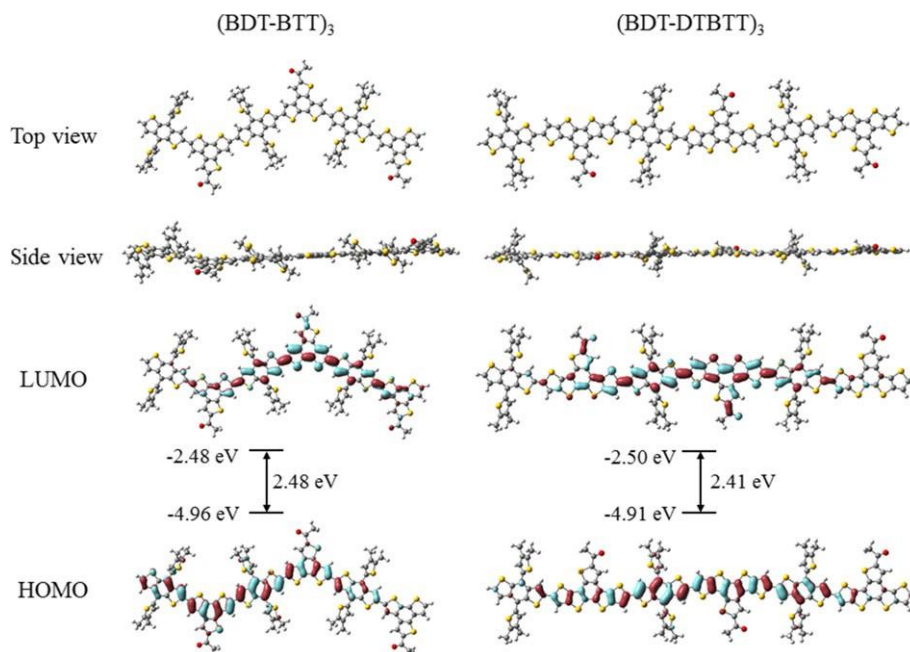 (BDT-BTT)₃ (BDT-DTBTT)₃
Top view
Side view
LUMO
-2.48 eV -2.50 eV
2.48 eV 2.41 eV
-4.96 eV -4.91 eV
HOMO